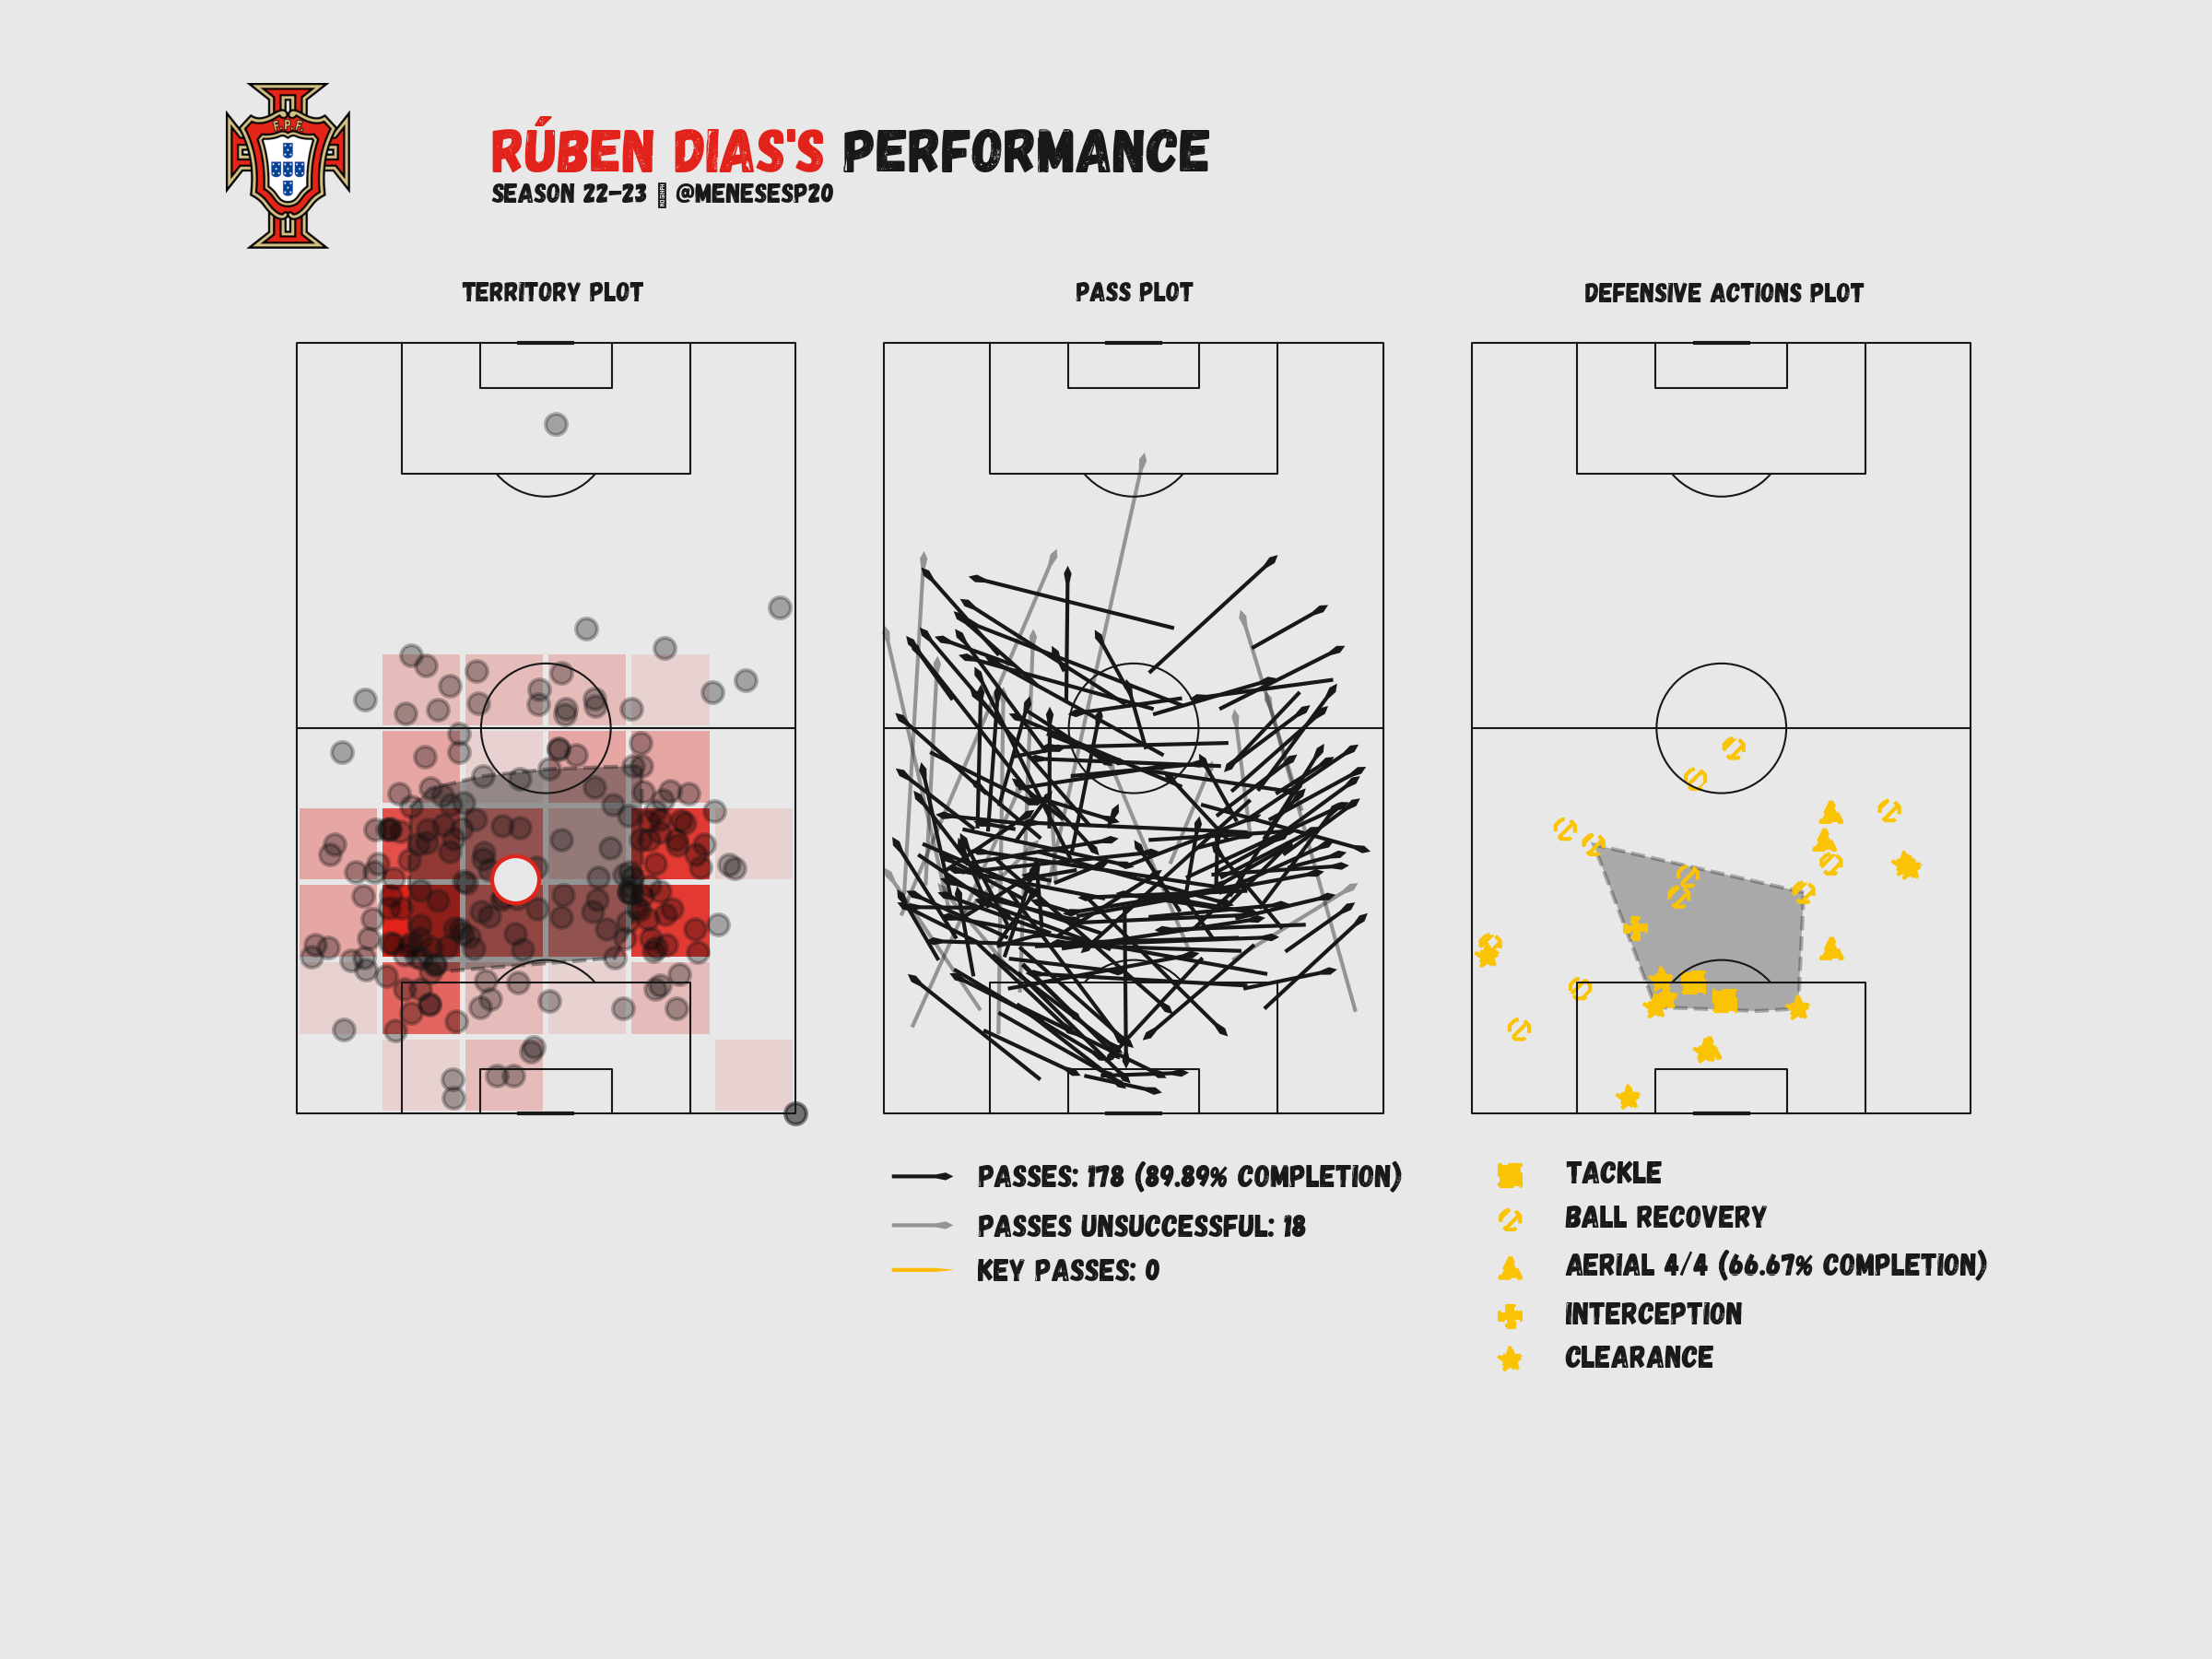 F.P.F.
RÚBEN DIAS'S PERFORMANCE
SEASON 22-23 @MENESESP20
TERRITORY PLOT
PASS PLOT
DEFENSIVE ACTIONS PLOT
PASSES: 178 (89.89% COMPLETION)
PASSES UNSUCCESSFUL: 18
KEY PASSES: 0
TACKLE
BALL RECOVERY
AERIAL 4/4 (66.67% COMPLETION)
INTERCEPTION
CLEARANCE